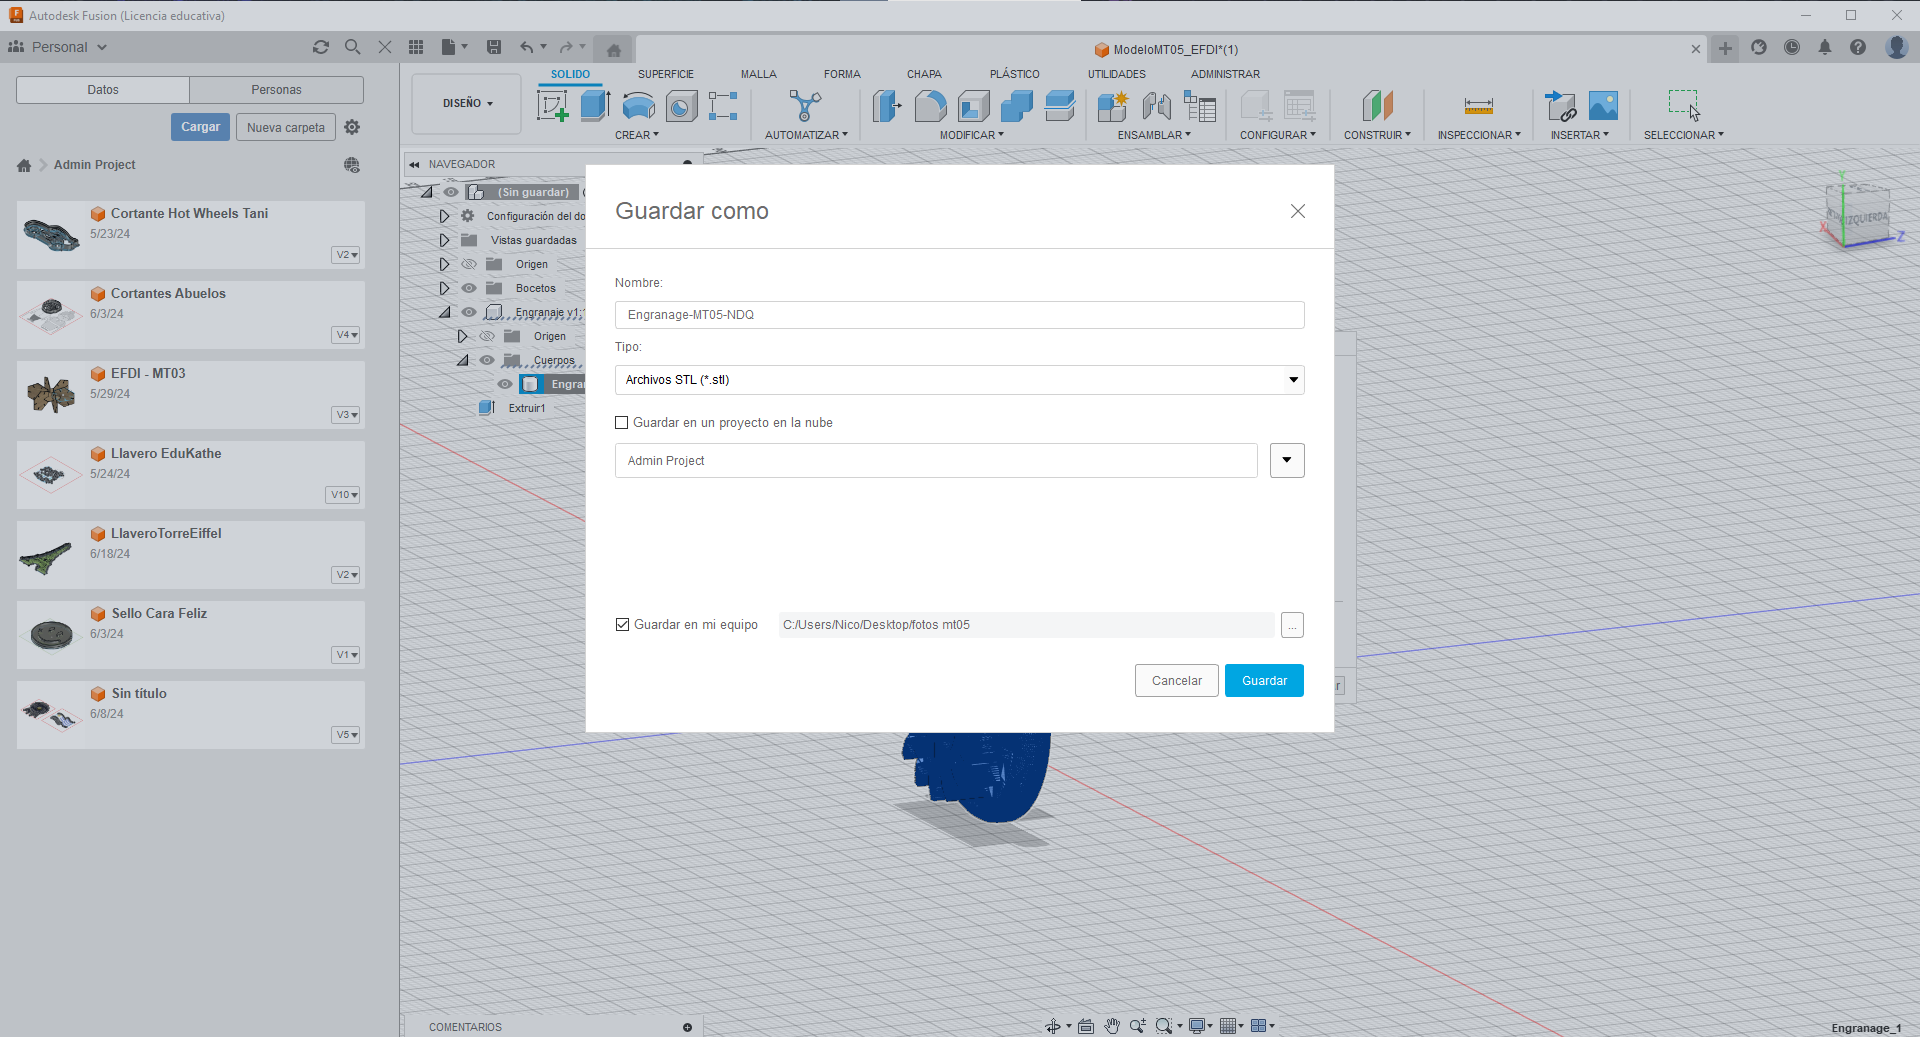 Autodesk Fusion (Licencia educativa)
Personal
ModeloMT05_EFDI*(1)
Datos
Personas
Cargar
Nueva carpeta
Admin Project
Cortante Hot Wheels Tani
5/23/24
V2
Cortantes Abuelos
6/3/24
V4
EFDI - MT03
5/29/24
V3
Llavero EduKathe
5/24/24
V10
LlaveroTorreEiffel
6/18/24
V2
Sello Cara Feliz
6/3/24
V1
Sin título
6/8/24
V5
DISEÑO
SOLIDO
SUPERFICIE
MALLA
FORMA
CHAPA
PLÁSTICO
UTILIDADES
ADMINISTRAR
CREAR
AUTOMATIZAR
MODIFICAR
ENSAMBLAR
CONFIGURAR
CONSTRUIR
INSPECCIONAR
INSERTAR
SELECCIONAR
NAVEGADOR
(Sin guardar)
Configuración del do
Vistas guardadas
Origen
Bocetos
Engranaje v1:1
Origen
Cuerpos
Engra
Extruir1
Guardar como
Nombre:
Engranage-MT05-NDQ
Tipo:
Archivos STL (*.stl)
Guardar en un proyecto en la nube
Admin Project
Guardar en mi equipo
C:/Users/Nico/Desktop/fotos mt05
...
Cancelar
Guardar
r
Y
IZQUIERDA
X
Z
COMENTARIOS
Engranage_1